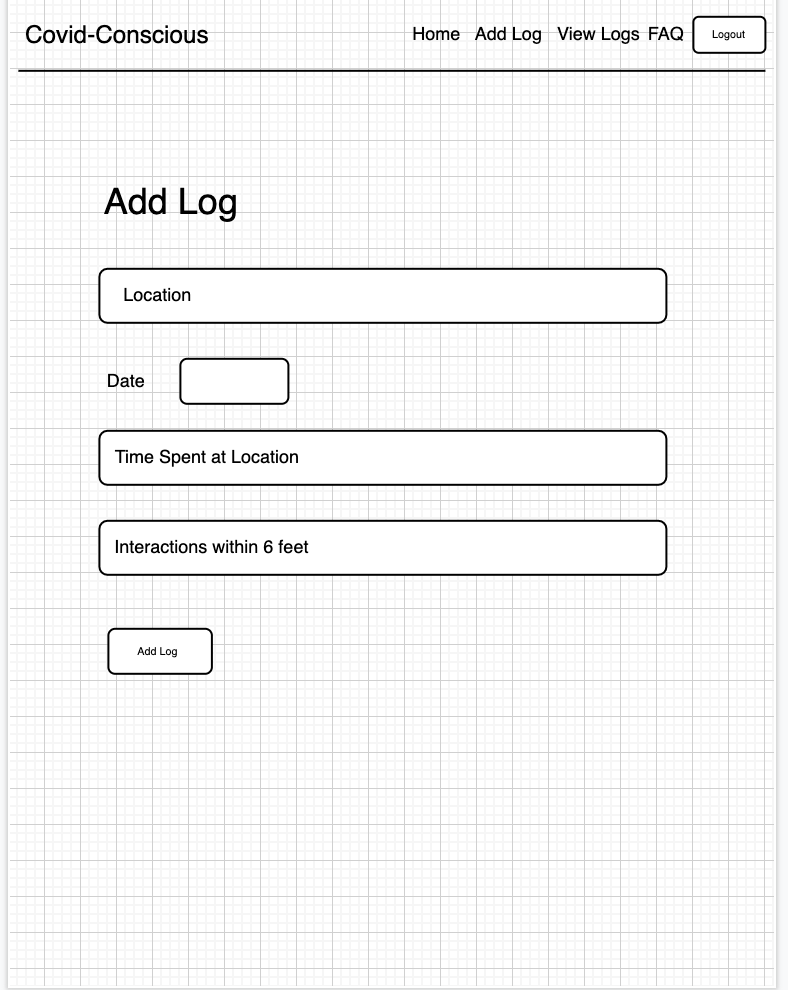 Covid-Conscious Home Add Log View Logs FAQ Logout
Add Log
Location
Date
Time Spent at Location
Interactions within 6 feet
Add Log